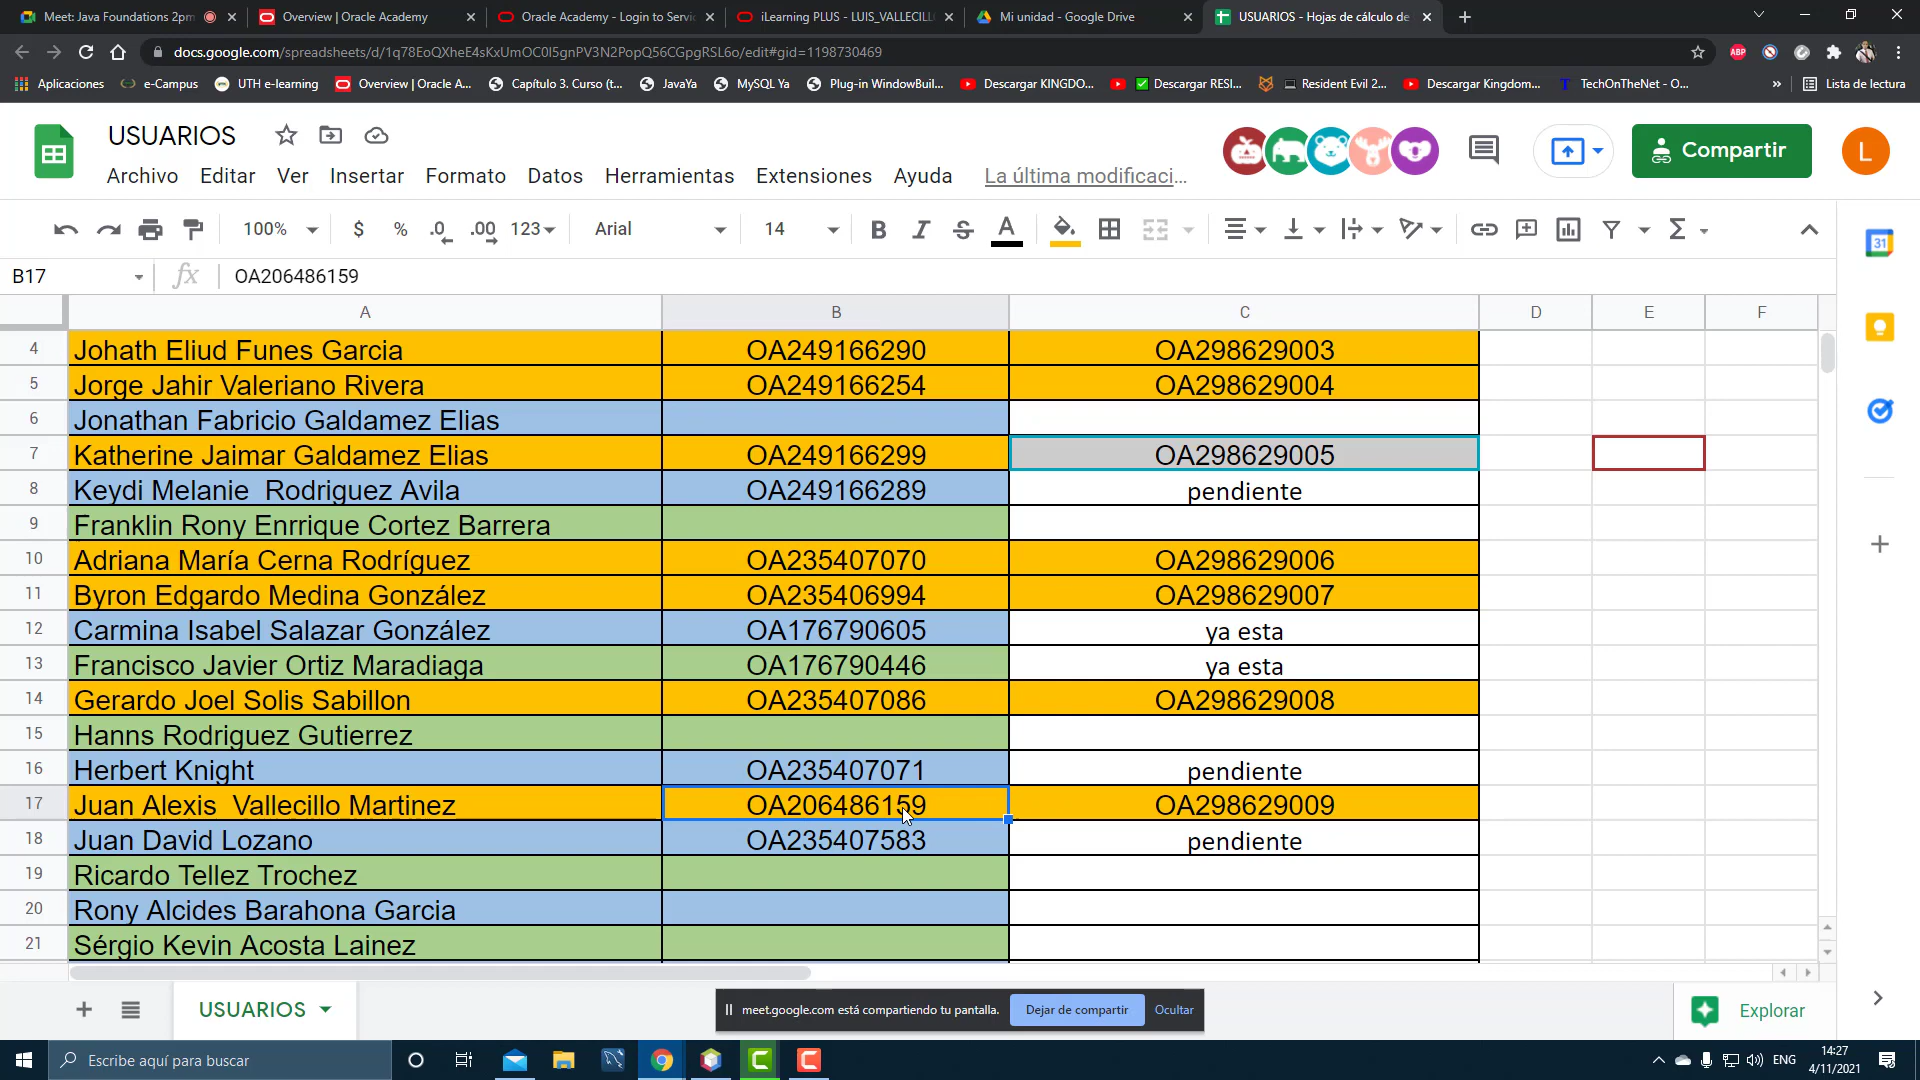 Meet: Java Foundations 2pm
Overview | Oracle Academy
Oracle Academy - Login to Servic
iLearning PLUS - LUIS_VALLECILL
Mi unidad - Google Drive
USUARIOS - Hojas de cálculo de
docs.google.com/spreadsheets/d/1q78EoQXheE4sKxUmOC0I5gnPV3N2PopQ56CGpgRSL6o/edit#gid=1198730469
ABP
Aplicaciones
e-Campus
UTH e-learning
Overview | Oracle A...
Capítulo 3. Curso (t...
JavaYa
MySQL Ya
Plug-in WindowBuil...
Descargar KINGDO...
Descargar RESI...
Resident Evil 2...
Descargar Kingdom...
TechOnTheNet - O...
»
Lista de lectura
USUARIOS
Archivo Editar Ver Insertar Formato Datos Herramientas Extensiones Ayuda La última modificaci...
Compartir
L
100% $ % .0 .00 123 Arial 14 B I S A Σ
31
B17 fx OA206486159
A B C D E F
4 Johath Eliud Funes Garcia OA249166290 OA298629003
5 Jorge Jahir Valeriano Rivera OA249166254 OA298629004
6 Jonathan Fabricio Galdamez Elias
7 Katherine Jaimar Galdamez Elias OA249166299 OA298629005
8 Keydi Melanie  Rodriguez Avila OA249166289 pendiente
9 Franklin Rony Enrrique Cortez Barrera
10 Adriana María Cerna Rodríguez OA235407070 OA298629006
11 Byron Edgardo Medina González OA235406994 OA298629007
12 Carmina Isabel Salazar González OA176790605 ya esta
13 Francisco Javier Ortiz Maradiaga OA176790446 ya esta
14 Gerardo Joel Solis Sabillon OA235407086 OA298629008
15 Hanns Rodriguez Gutierrez
16 Herbert Knight OA235407071 pendiente
17 Juan Alexis  Vallecillo Martinez OA206486159 OA298629009
18 Juan David Lozano OA235407583 pendiente
19 Ricardo Tellez Trochez
20 Rony Alcides Barahona Garcia
21 Sérgio Kevin Acosta Lainez
USUARIOS
meet.google.com está compartiendo tu pantalla.
Dejar de compartir
Ocultar
Explorar
Escribe aquí para buscar
ENG
14:27
4/11/2021